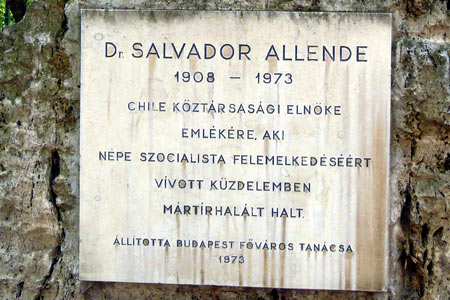 Dr. SALVADOR ALLENDE
1908 – 1973
CHILE KÖZTÁRSASÁGI ELNÖKE
EMLÉKÉRE, AKI
NÉPE SZOCIALISTA FELEMELKEDÉSÉÉRT
VÍVOTT KÜZDELEMBEN
MÁRTÍRHALÁLT HALT.
ÁLLÍTOTTA BUDAPEST FŐVÁROS TANÁCSA
1973